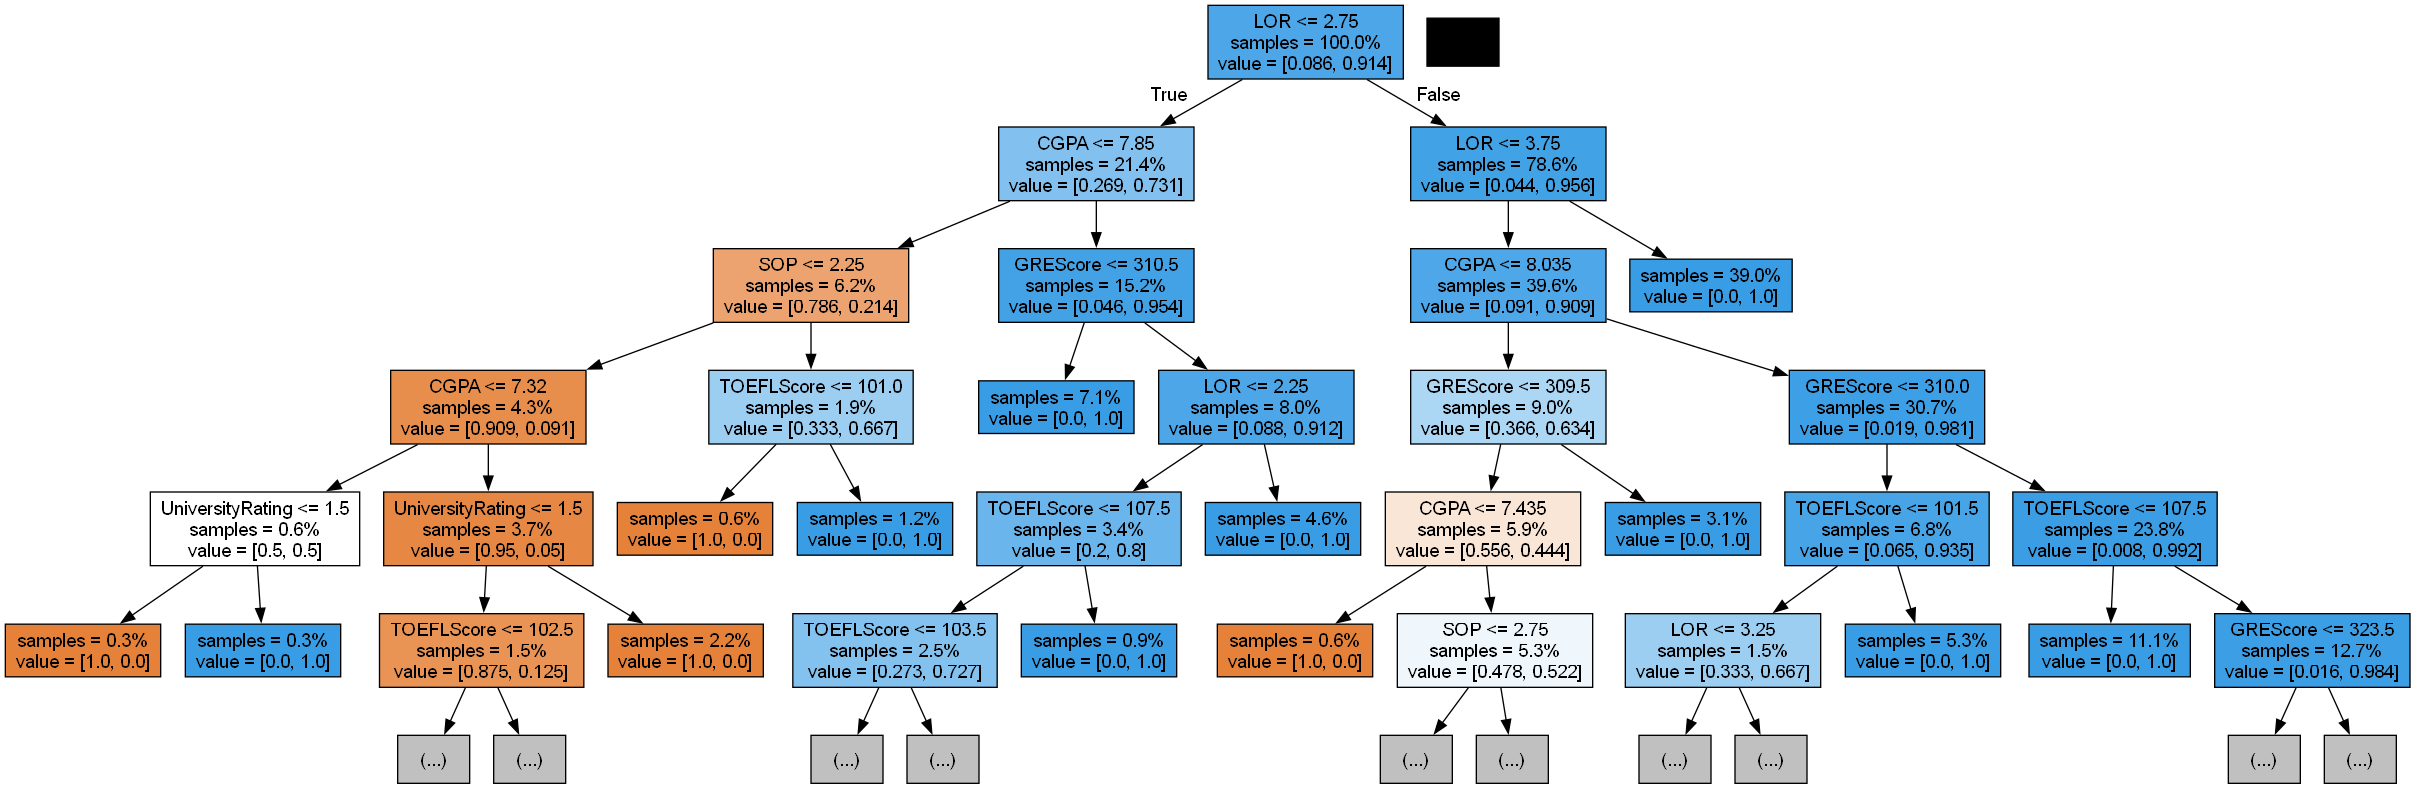 LOR <= 2.75
samples = 100.0%
value = [0.086, 0.914]
True
False
CGPA <= 7.85
samples = 21.4%
value = [0.269, 0.731]
LOR <= 3.75
samples = 78.6%
value = [0.044, 0.956]
SOP <= 2.25
samples = 6.2%
value = [0.786, 0.214]
GREScore <= 310.5
samples = 15.2%
value = [0.046, 0.954]
CGPA <= 8.035
samples = 39.6%
value = [0.091, 0.909]
samples = 39.0%
value = [0.0, 1.0]
CGPA <= 7.32
samples = 4.3%
value = [0.909, 0.091]
TOEFLScore <= 101.0
samples = 1.9%
value = [0.333, 0.667]
samples = 7.1%
value = [0.0, 1.0]
LOR <= 2.25
samples = 8.0%
value = [0.088, 0.912]
GREScore <= 309.5
samples = 9.0%
value = [0.366, 0.634]
GREScore <= 310.0
samples = 30.7%
value = [0.019, 0.981]
UniversityRating <= 1.5
samples = 0.6%
value = [0.5, 0.5]
UniversityRating <= 1.5
samples = 3.7%
value = [0.95, 0.05]
samples = 0.6%
value = [1.0, 0.0]
samples = 1.2%
value = [0.0, 1.0]
TOEFLScore <= 107.5
samples = 3.4%
value = [0.2, 0.8]
samples = 4.6%
value = [0.0, 1.0]
CGPA <= 7.435
samples = 5.9%
value = [0.556, 0.444]
samples = 3.1%
value = [0.0, 1.0]
TOEFLScore <= 101.5
samples = 6.8%
value = [0.065, 0.935]
TOEFLScore <= 107.5
samples = 23.8%
value = [0.008, 0.992]
samples = 0.3%
value = [1.0, 0.0]
samples = 0.3%
value = [0.0, 1.0]
TOEFLScore <= 102.5
samples = 1.5%
value = [0.875, 0.125]
samples = 2.2%
value = [1.0, 0.0]
TOEFLScore <= 103.5
samples = 2.5%
value = [0.273, 0.727]
samples = 0.9%
value = [0.0, 1.0]
samples = 0.6%
value = [1.0, 0.0]
SOP <= 2.75
samples = 5.3%
value = [0.478, 0.522]
LOR <= 3.25
samples = 1.5%
value = [0.333, 0.667]
samples = 5.3%
value = [0.0, 1.0]
samples = 11.1%
value = [0.0, 1.0]
GREScore <= 323.5
samples = 12.7%
value = [0.016, 0.984]
(...)
(...)
(...)
(...)
(...)
(...)
(...)
(...)
(...)
(...)